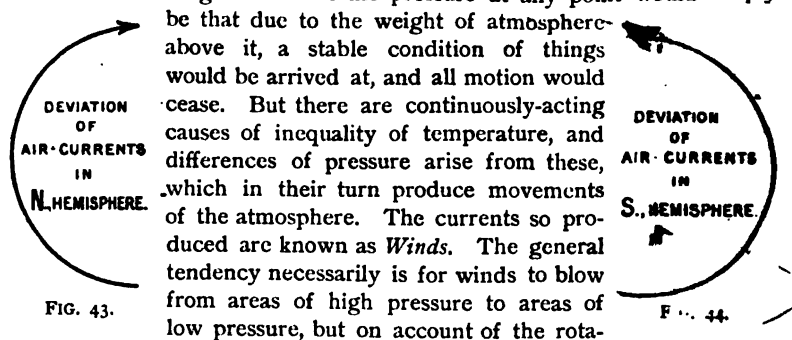 be that due to the weight of atmosphere
above it, a stable condition of things
would be arrived at, and all motion would
cease. But there are continuously-acting
causes of inequality of temperature, and
differences of pressure arise from these,
which in their turn produce movements
of the atmosphere. The currents so pro-
duced are known as Winds. The general
tendency necessarily is for winds to blow
from areas of high pressure to areas of
low pressure, but on account of the rota-
DEVIATION
OF
AIR-CURRENTS
IN
N. HEMISPHERE.
FIG. 43.
DEVIATION
OF
AIR-CURRENTS
IN
S., HEMISPHERE.
44.